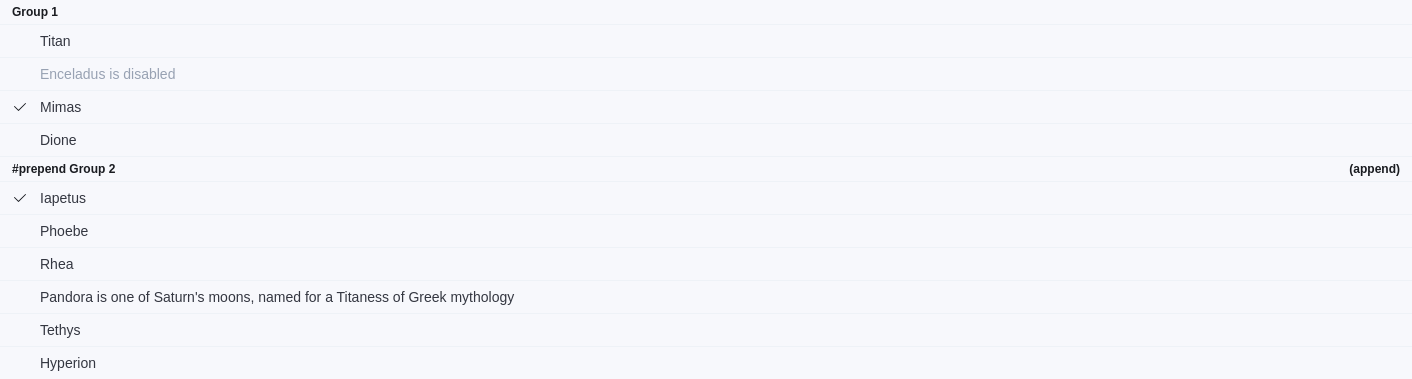 Group 1
Titan
Enceladus is disabled
Mimas
Dione
#prepend Group 2 (append)
Iapetus
Phoebe
Rhea
Pandora is one of Saturn's moons, named for a Titaness of Greek mythology
Tethys
Hyperion